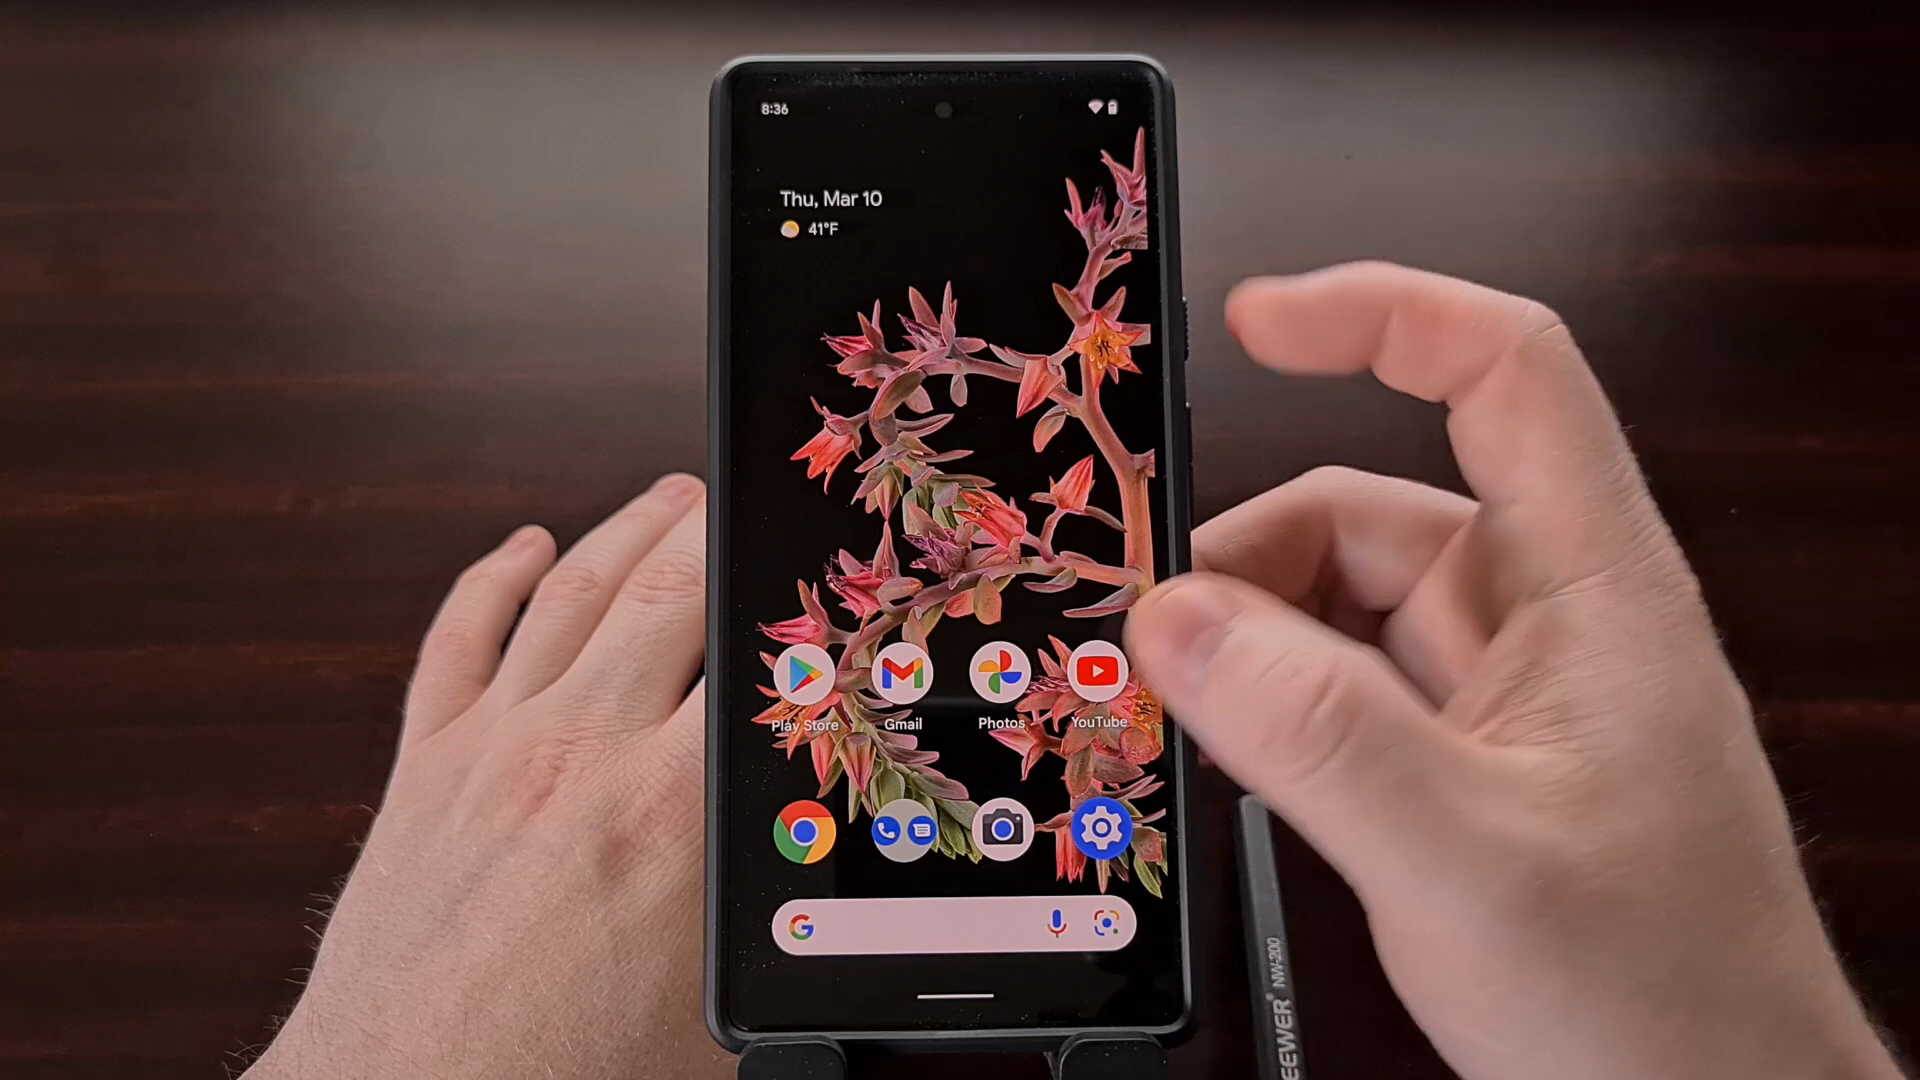 8:36
Thu, Mar 10
41°F
Play Store
Gmail
Photos
YouTube
G
EEWER® NW-200